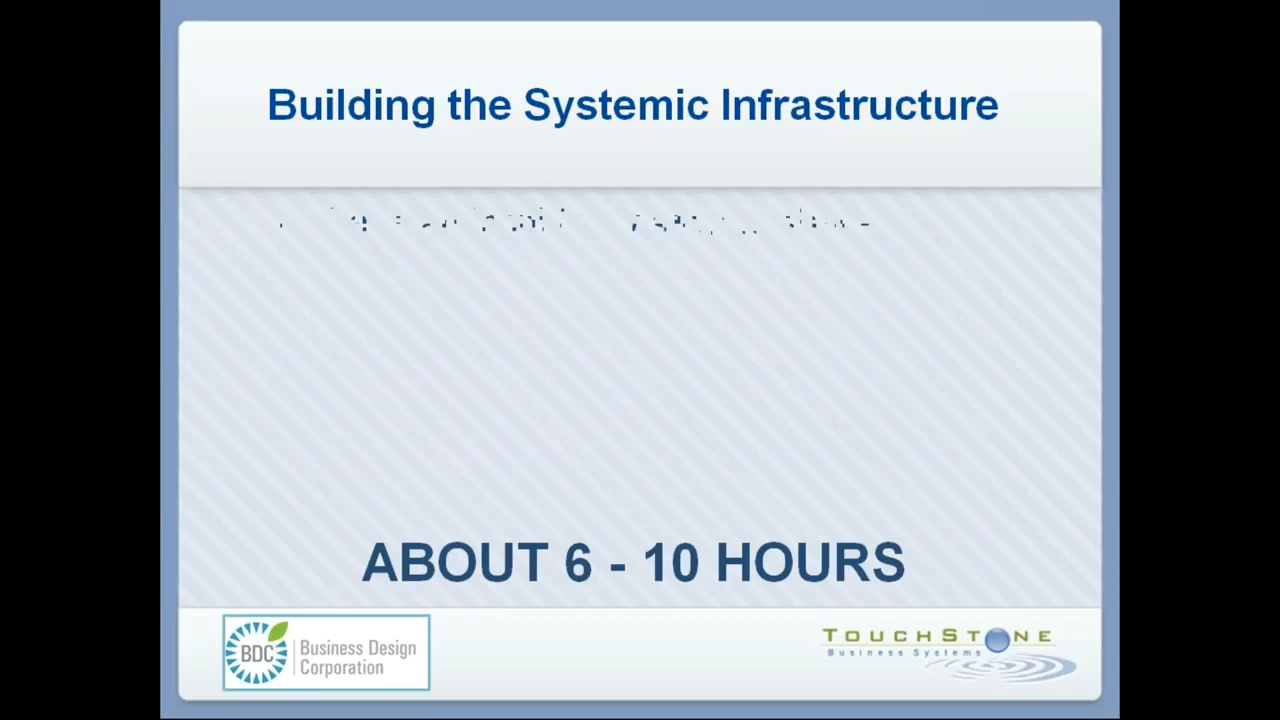 Building the Systemic Infrastructure
ABOUT 6 - 10 HOURS
BDC
Business Design
Corporation
TOUCHSTONE
Business Systems